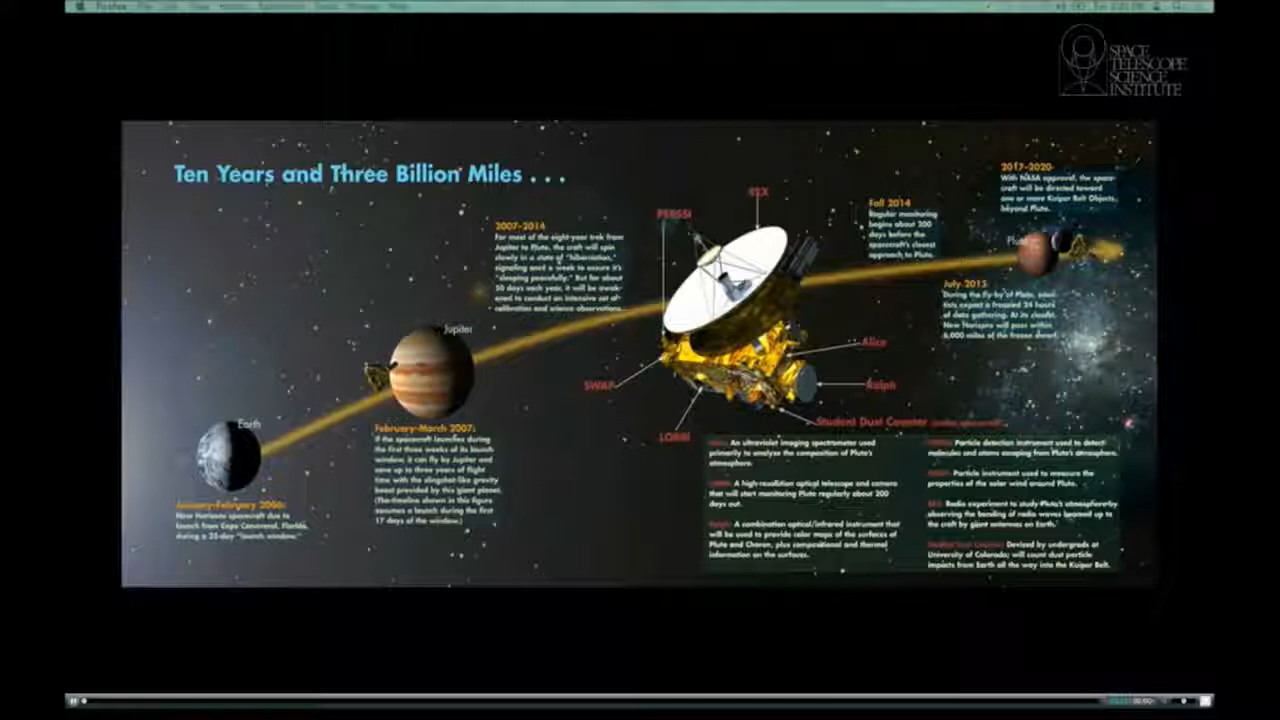 Firefox
SPACE
TELESCOPE
SCIENCE
INSTITUTE
Ten Years and Three Billion Miles . . .
2017-2020
With NASA approval, the space-
craft will be directed toward
one or more Kuiper Belt Objects,
beyond Pluto.
REX
Fall 2014
Regular monitoring
begins about 200
days before the
spacecraft's closest
approach to Pluto.
PERSSI
2007-2014
For most of the eight-year trek from
Jupiter to Pluto, the craft will spin
slowly in a state of "hibernation,"
signaling once a week to assure it's
"sleeping peacefully." But for about
50 days each year, it will be awak-
ened to conduct an intensive set of
calibration and science observations.
Pluto
July 2015
During the fly-by of Pluto, scien-
tists expect a frenzied 24 hours
of data gathering. At its closest,
New Horizons will pass within
6,000 miles of the frozen dwarf.
Jupiter
Alice
SWAP
Ralph
Earth
February-March 2007:
If the spacecraft launches during
the first three weeks of its launch
window, it can fly by Jupiter and
save up to three years of flight
time with the slingshot-like gravity
boost provided by this giant planet.
(The timeline shown in this figure
assumes a launch during the first
17 days of the window.)
Student Dust Counter
LORRI
January-February 2006:
New Horizons spacecraft due to
launch from Cape Canaveral, Florida,
during a 35-day "launch window."
An ultraviolet imaging spectrometer used
primarily to analyze the composition of Pluto's
atmosphere.
A high-resolution optical telescope and camera
that will start monitoring Pluto regularly about 200
days out.
Ralph: A combination optical/infrared instrument that
will be used to provide color maps of the surfaces of
Pluto and Charon, plus compositional and thermal
information on the surfaces.
Particle detection instrument used to detect
molecules and atoms escaping from Pluto's atmosphere.
Particle instrument used to measure the
properties of the solar wind around Pluto.
REX: Radio experiment to study Pluto's atmosphere by
observing the bending of radio waves beamed up to
the craft by giant antennas on Earth.
Student Dust Counter: Devised by undergrads at
University of Colorado; will count dust particle
impacts from Earth all the way into the Kuiper Belt.